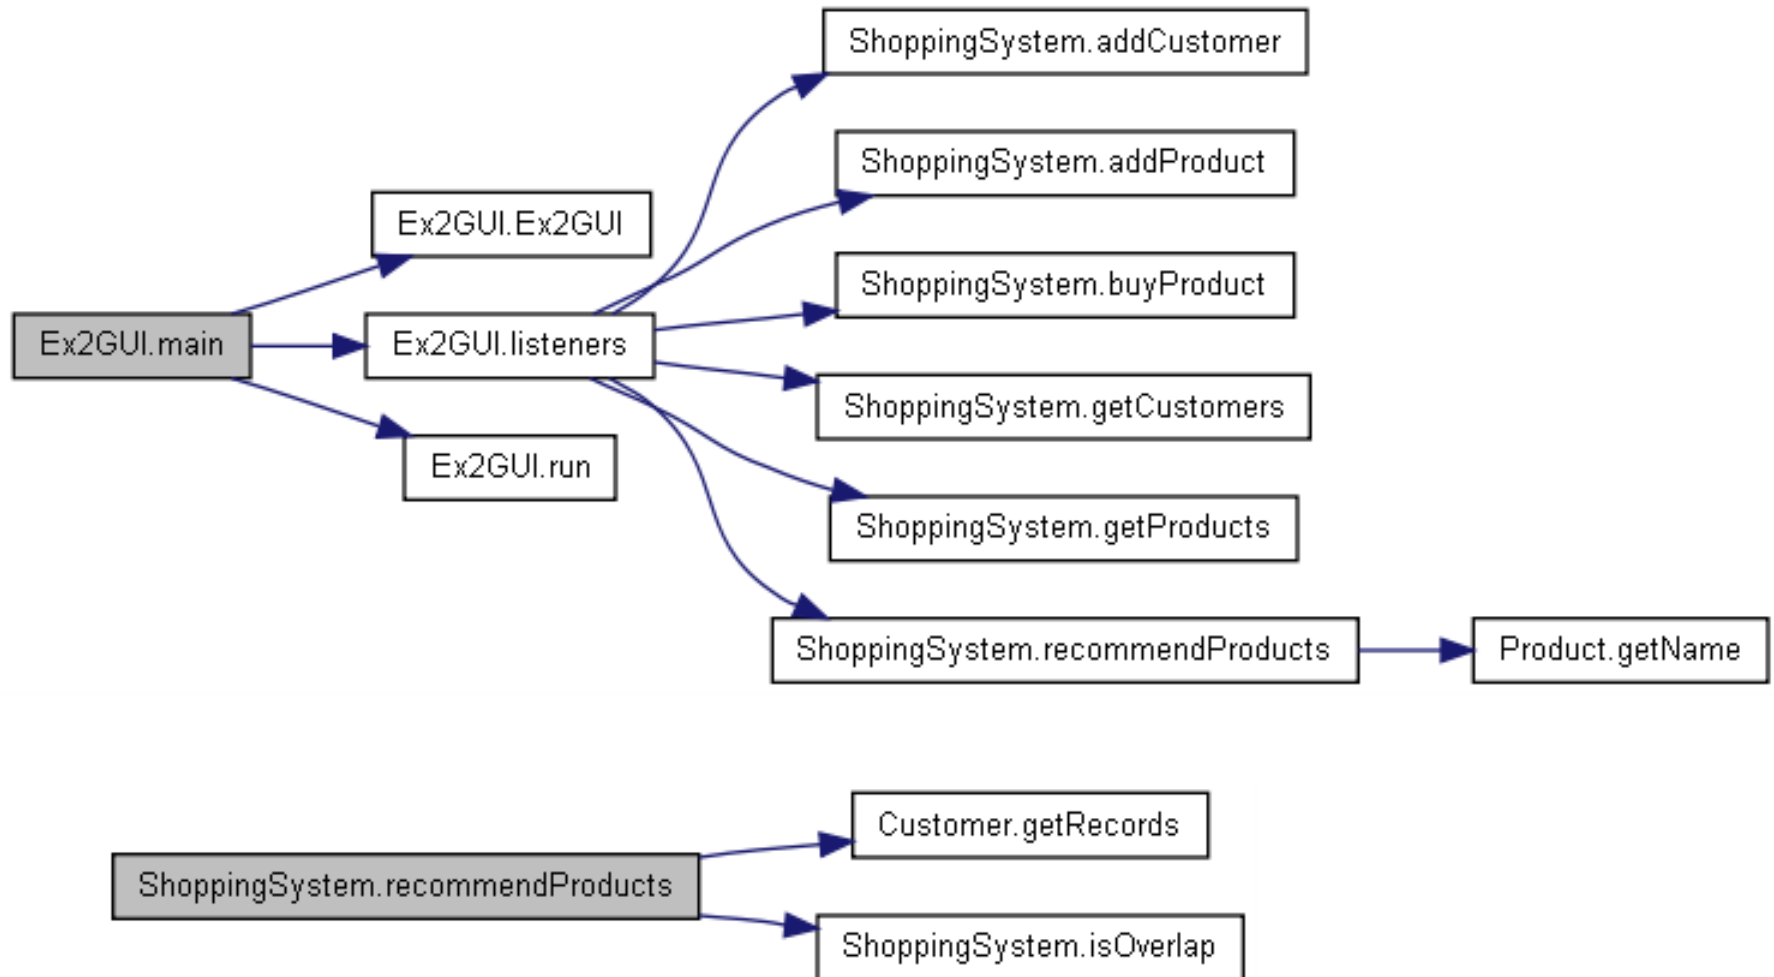 ShoppingSystem.addCustomer
ShoppingSystem.addProduct
Ex2GUI.Ex2GUI
ShoppingSystem.buyProduct
Ex2GUI.main
Ex2GUI.listeners
ShoppingSystem.getCustomers
Ex2GUI.run
ShoppingSystem.getProducts
ShoppingSystem.recommendProducts
Product.getName
Customer.getRecords
ShoppingSystem.recommendProducts
ShoppingSystem.isOverlap